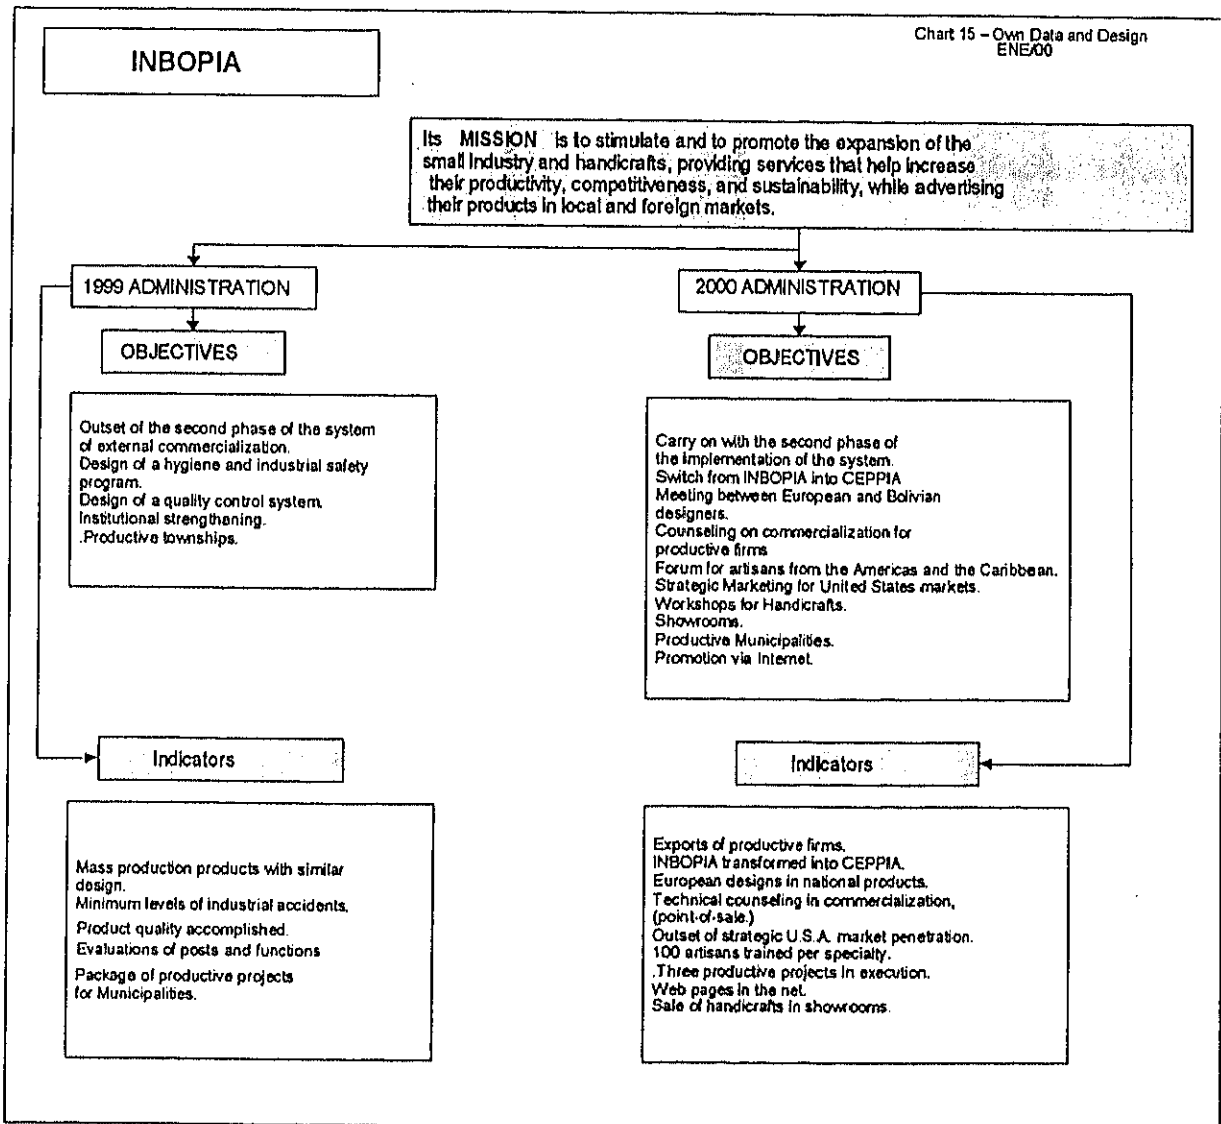 Chart 15 – Own Data and Design
ENE/00
INBOPIA
Its MISSION is to stimulate and to promote the expansion of the
small industry and handicrafts, providing services that help increase
their productivity, competitiveness, and sustainability, while advertising
their products in local and foreign markets.
1999 ADMINISTRATION
OBJECTIVES
Outset of the second phase of the system
of external commercialization.
Design of a hygiene and industrial safety
program.
Design of a quality control system.
Institutional strengthening.
.Productive townships.
Indicators
Mass production products with similar
design.
Minimum levels of industrial accidents.
Product quality accomplished.
Evaluations of posts and functions
Package of productive projects
for Municipalities.
2000 ADMINISTRATION
OBJECTIVES
Carry on with the second phase of
the implementation of the system.
Switch from INBOPIA into CEPPIA
Meeting between European and Bolivian
designers.
Counseling on commercialization for
productive firms
Forum for artisans from the Americas and the Caribbean.
Strategic Marketing for United States markets.
Workshops for Handicrafts.
Showrooms.
Productive Municipalities.
Promotion via Internet.
Indicators
Exports of productive firms.
INBOPIA transformed into CEPPIA.
European designs in national products.
Technical counseling in commercialization,
(point-of-sale.)
Outset of strategic U.S.A. market penetration.
100 artisans trained per specialty.
.Three productive projects in execution.
Web pages in the net.
Sale of handicrafts in showrooms.